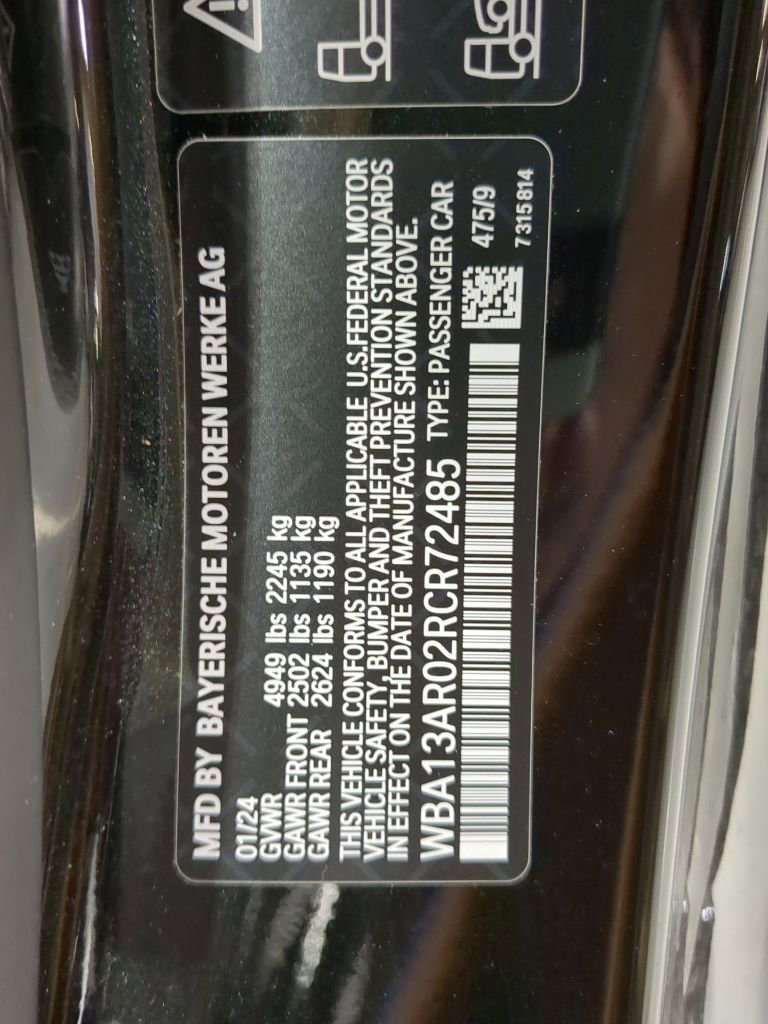 MFD BY BAYERISCHE MOTOREN WERKE AG
01/24
GVWR 4949 lbs 2245 kg
GAWR FRONT 2502 lbs 1135 kg
GAWR REAR 2624 lbs 1190 kg
THIS VEHICLE CONFORMS TO ALL APPLICABLE U.S.FEDERAL MOTOR
VEHICLE SAFETY, BUMPER AND THEFT PREVENTION STANDARDS
IN EFFECT ON THE DATE OF MANUFACTURE SHOWN ABOVE.
WBA13AR02RCR72485 TYPE: PASSENGER CAR
475/9
7 315 814